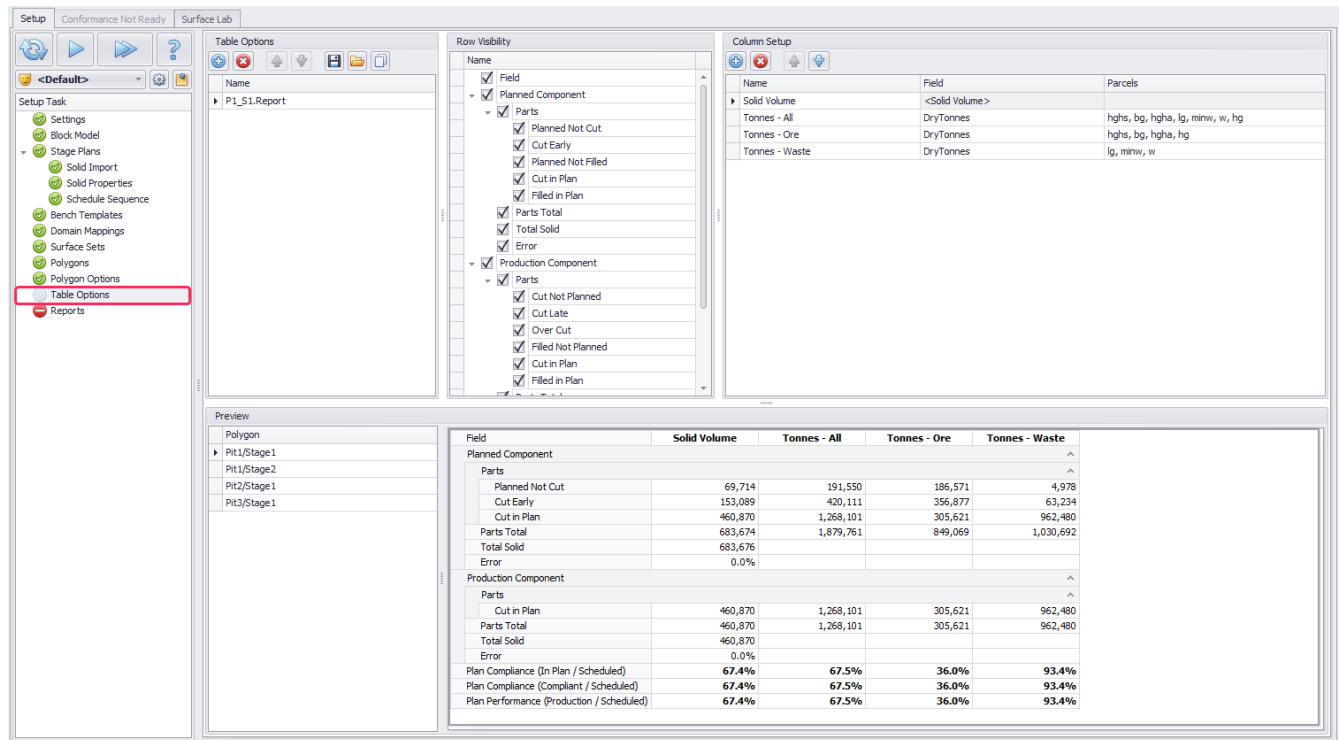 Setup Conformance Not Ready Surface Lab
<Default>
Setup Task
Settings
Block Model
Stage Plans
Solid Import
Solid Properties
Schedule Sequence
Bench Templates
Domain Mappings
Surface Sets
Polygons
Polygon Options
Table Options
Reports
Table Options
Name
P1_S1.Report
Row Visibility
Name
Field
Planned Component
Parts
Planned Not Cut
Cut Early
Planned Not Filled
Cut in Plan
Filled in Plan
Parts Total
Total Solid
Error
Production Component
Parts
Cut Not Planned
Cut Late
Over Cut
Filled Not Planned
Cut in Plan
Filled in Plan
Column Setup
Name Field Parcels
Solid Volume <Solid Volume>
Tonnes - All DryTonnes hghs, bg, hgha, lg, minw, w, hg
Tonnes - Ore DryTonnes hghs, bg, hgha, hg
Tonnes - Waste DryTonnes lg, minw, w
Preview
Polygon
Pit1/Stage1
Pit1/Stage2
Pit2/Stage1
Pit3/Stage1
Field Solid Volume Tonnes - All Tonnes - Ore Tonnes - Waste
Planned Component
Parts
Planned Not Cut 69,714 191,550 186,571 4,978
Cut Early 153,089 420,111 356,877 63,234
Cut in Plan 460,870 1,268,101 305,621 962,480
Parts Total 683,674 1,879,761 849,069 1,030,692
Total Solid 683,676
Error 0.0%
Production Component
Parts
Cut in Plan 460,870 1,268,101 305,621 962,480
Parts Total 460,870 1,268,101 305,621 962,480
Total Solid 460,870
Error 0.0%
Plan Compliance (In Plan / Scheduled) 67.4% 67.5% 36.0% 93.4%
Plan Compliance (Compliant / Scheduled) 67.4% 67.5% 36.0% 93.4%
Plan Performance (Production / Scheduled) 67.4% 67.5% 36.0% 93.4%